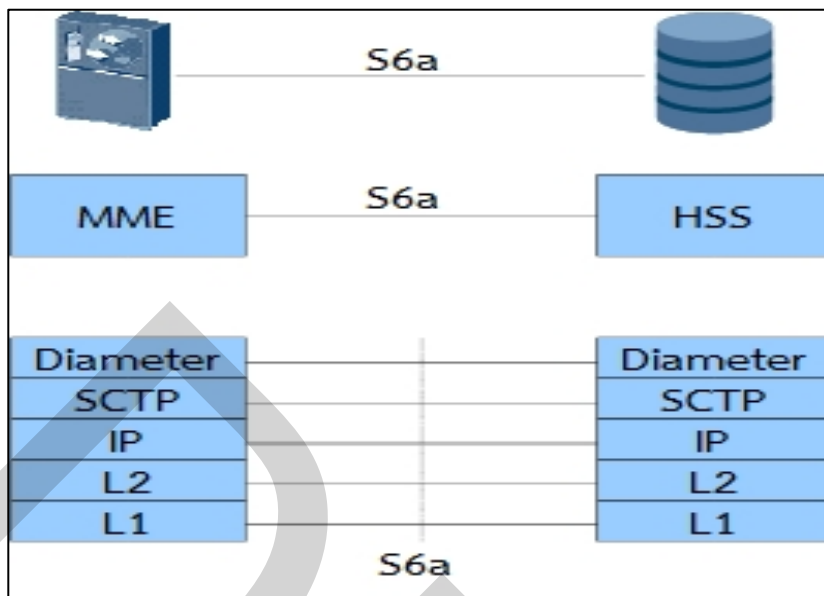 S6a
MME S6a HSS
Diameter Diameter
SCTP SCTP
IP IP
L2 L2
L1 L1
S6a